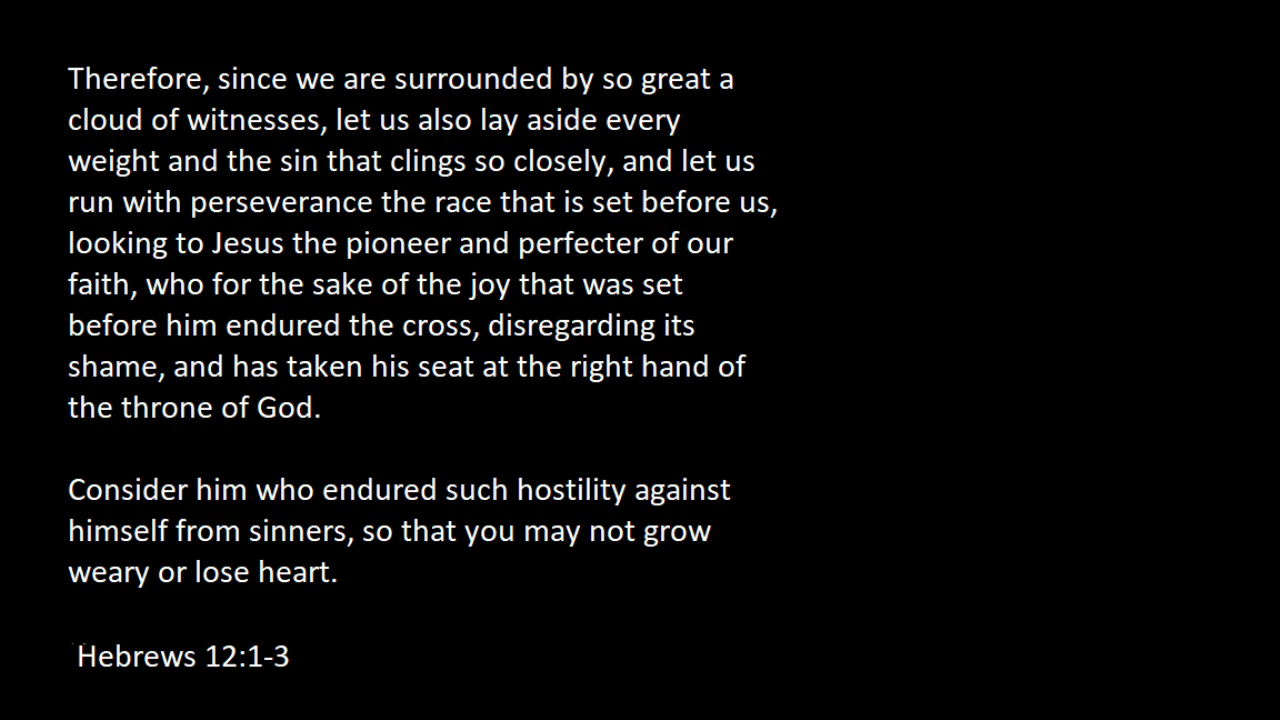 Therefore, since we are surrounded by so great a
cloud of witnesses, let us also lay aside every
weight and the sin that clings so closely, and let us
run with perseverance the race that is set before us,
looking to Jesus the pioneer and perfecter of our
faith, who for the sake of the joy that was set
before him endured the cross, disregarding its
shame, and has taken his seat at the right hand of
the throne of God.
Consider him who endured such hostility against
himself from sinners, so that you may not grow
weary or lose heart.
Hebrews 12:1-3